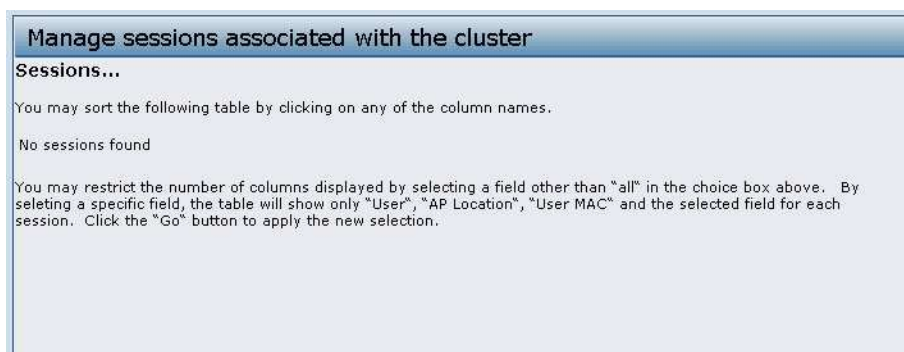 Manage sessions associated with the cluster
Sessions...
You may sort the following table by clicking on any of the column names.
No sessions found
You may restrict the number of columns displayed by selecting a field other than "all" in the choice box above. By
seleting a specific field, the table will show only "User", "AP Location", "User MAC" and the selected field for each
session. Click the "Go" button to apply the new selection.